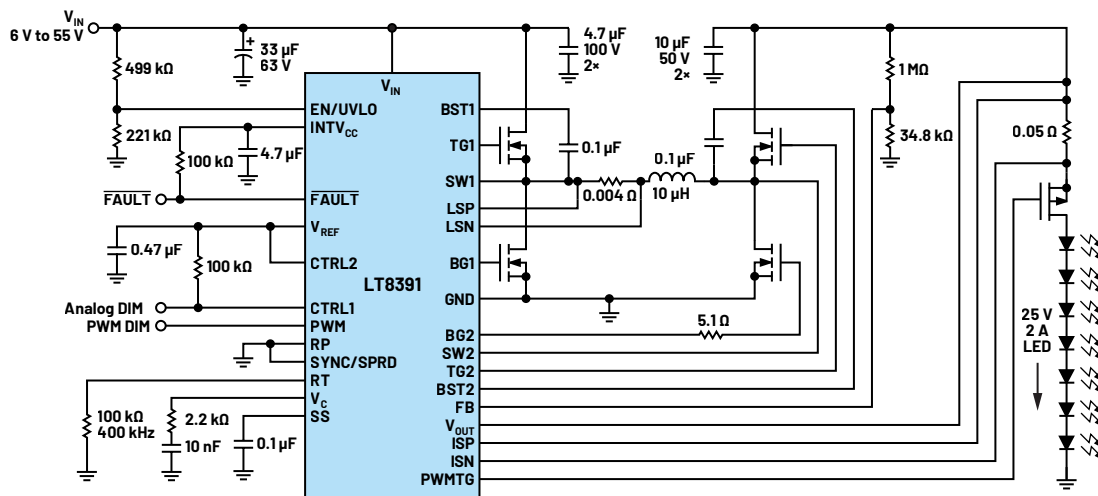 V_IN
6 V to 55 V
499 kΩ
221 kΩ
+
33 µF
63 V
4.7 µF
100 kΩ
FAULT
0.47 µF
100 kΩ
Analog DIM
PWM DIM
100 kΩ
400 kHz
2.2 kΩ
10 nF
0.1 µF
V_IN
EN/UVLO
INTV_CC
FAULT
V_REF
CTRL2
CTRL1
PWM
RP
SYNC/SPRD
RT
V_C
SS
LT8391
BST1
TG1
SW1
LSP
LSN
BG1
GND
BG2
SW2
TG2
BST2
FB
V_OUT
ISP
ISN
PWMTG
4.7 µF
100 V
2×
10 µF
50 V
2×
0.1 µF
0.004 Ω
0.1 µF
10 µH
5.1 Ω
1 MΩ
34.8 kΩ
0.05 Ω
25 V
2 A
LED